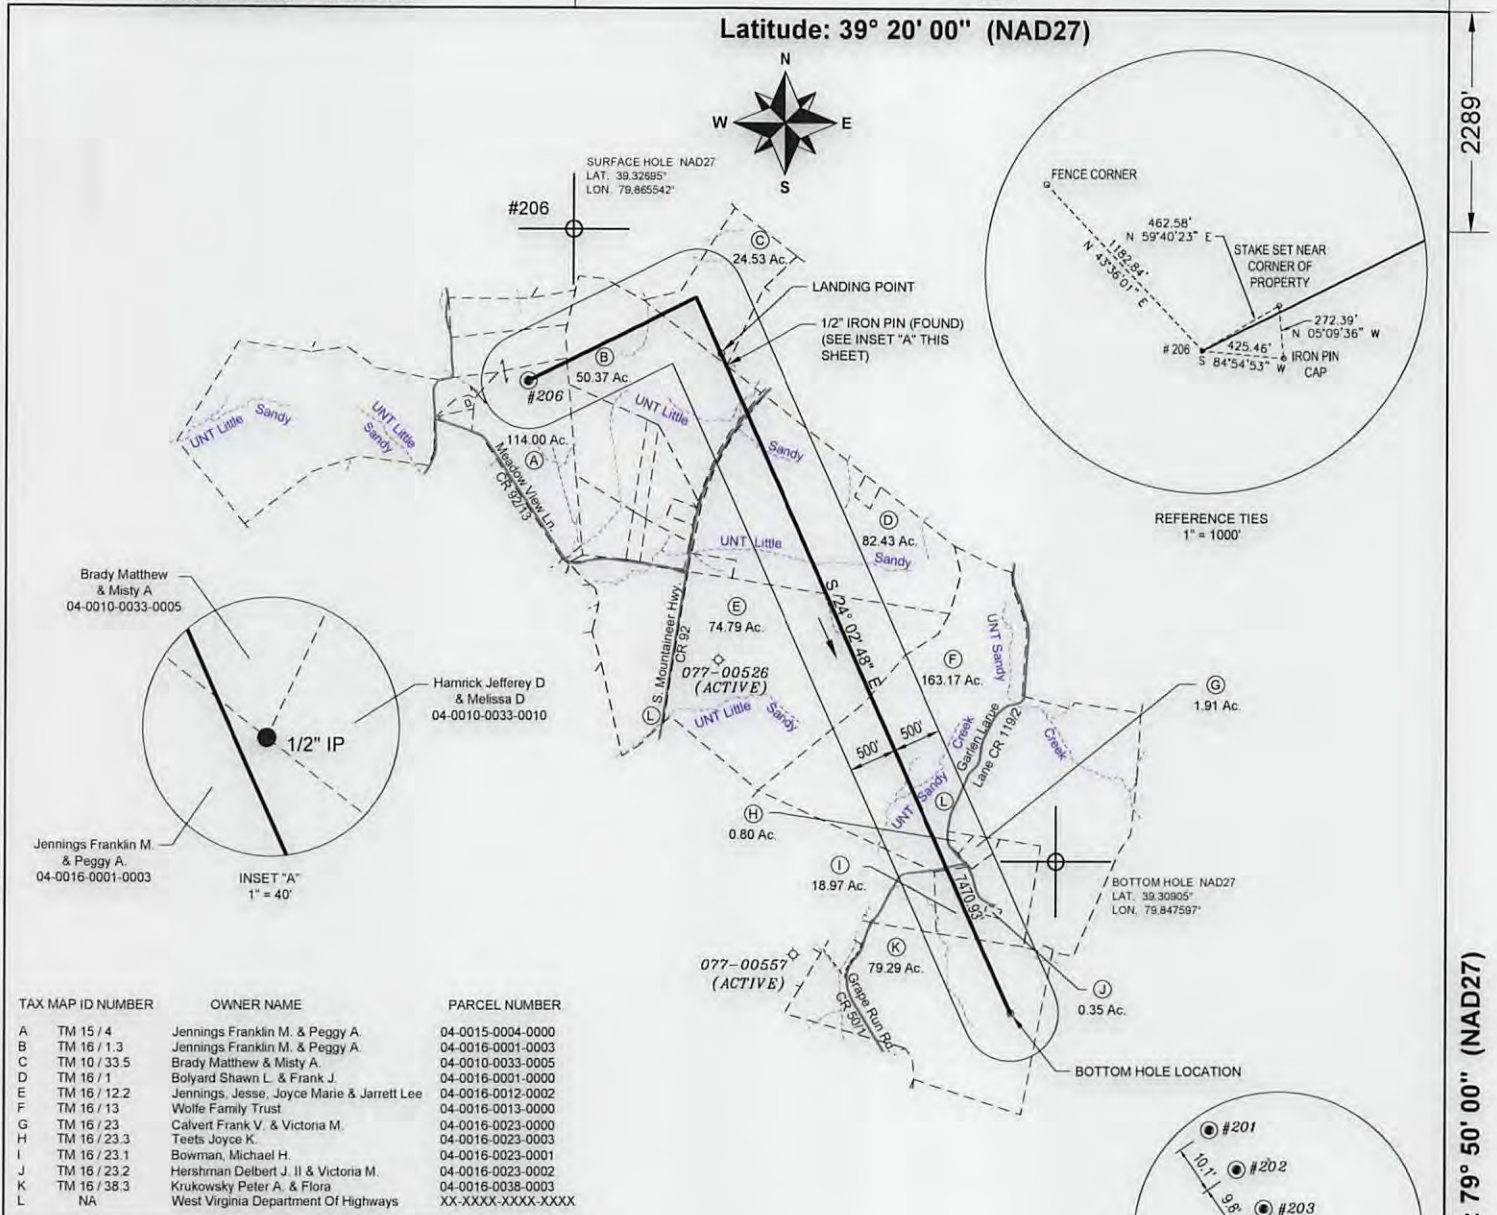 Latitude: 39° 20' 00" (NAD27)
2289'
N
W E
S
SURFACE HOLE NAD27
LAT. 39.32695°
LON. 79.865542°
#206
C
24.53 Ac.
LANDING POINT
1/2" IRON PIN (FOUND)
(SEE INSET "A" THIS
SHEET)
FENCE CORNER
462.58'
N 59°40'23" E
1182.84'
N 43°36'01" E
STAKE SET NEAR
CORNER OF
PROPERTY
272.39'
N 05°09'36" W
#206
425.46'
S 84°54'53" W
IRON PIN
CAP
REFERENCE TIES
1" = 1000'
B
50.37 Ac.
#206
114.00 Ac.
A
UNT Little Sandy
UNT Little
Sandy
UNT Little
Sandy
Meadow View Ln.
CR 92/13
D
82.43 Ac.
UNT Little
Sandy
S 24° 02' 48" E
E
74.79 Ac.
S. Mountaineer Hwy.
CR 92
L
077-00526
(ACTIVE)
UNT Little Sandy
F
163.17 Ac.
UNT Sandy
Creek
G
1.91 Ac.
500' 500'
UNT Sandy Creek
Garlen Larve
Lane CR 119/2
L
H
0.80 Ac.
I
18.97 Ac.
7470.93'
BOTTOM HOLE NAD27
LAT. 39.30905°
LON. 79.847597°
K
79.29 Ac.
077-00557
(ACTIVE)
Grape Run Rd.
CR 50/1
J
0.35 Ac.
BOTTOM HOLE LOCATION
Brady Matthew
& Misty A
04-0010-0033-0005
Hamrick Jefferey D
& Melissa D
04-0010-0033-0010
1/2" IP
Jennings Franklin M.
& Peggy A.
04-0016-0001-0003
INSET "A"
1" = 40'
TAX MAP ID NUMBER OWNER NAME PARCEL NUMBER
A TM 15 / 4 Jennings Franklin M. & Peggy A. 04-0015-0004-0000
B TM 16 / 1.3 Jennings Franklin M. & Peggy A. 04-0016-0001-0003
C TM 10 / 33.5 Brady Matthew & Misty A. 04-0010-0033-0005
D TM 16 / 1 Bolyard Shawn L. & Frank J. 04-0016-0001-0000
E TM 16 / 12.2 Jennings, Jesse, Joyce Marie & Jarrett Lee 04-0016-0012-0002
F TM 16 / 13 Wolfe Family Trust 04-0016-0013-0000
G TM 16 / 23 Calvert Frank V. & Victoria M. 04-0016-0023-0000
H TM 16 / 23.3 Teets Joyce K. 04-0016-0023-0003
I TM 16 / 23.1 Bowman, Michael H. 04-0016-0023-0001
J TM 16 / 23.2 Hershman Delbert J. II & Victoria M. 04-0016-0023-0002
K TM 16 / 38.3 Krukowsky Peter A. & Flora 04-0016-0038-0003
L NA West Virginia Department Of Highways XX-XXXX-XXXX-XXXX
#201
10.1'
#202
9.8'
#203
: 79° 50' 00" (NAD27)